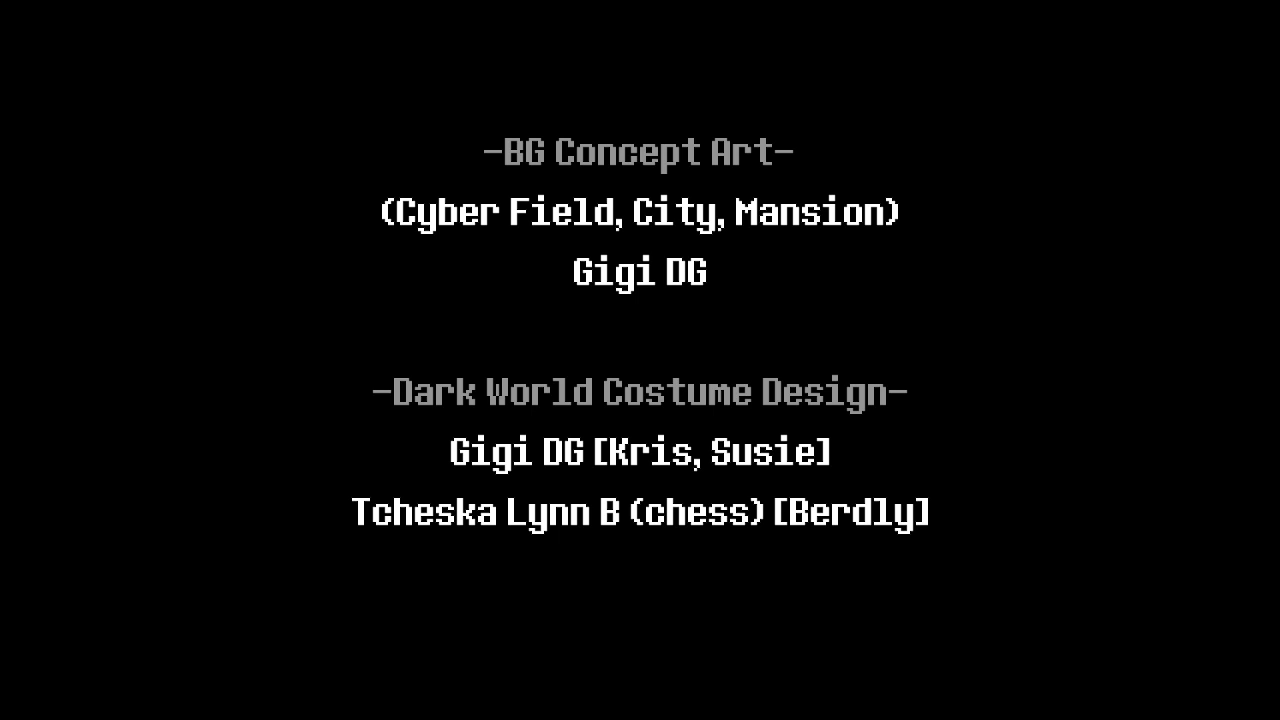 -BG Concept Art-
(Cyber Field, City, Mansion)
Gigi DG
-Dark World Costume Design-
Gigi DG [Kris, Susie]
Tcheska Lynn B (chess) [Berdly]